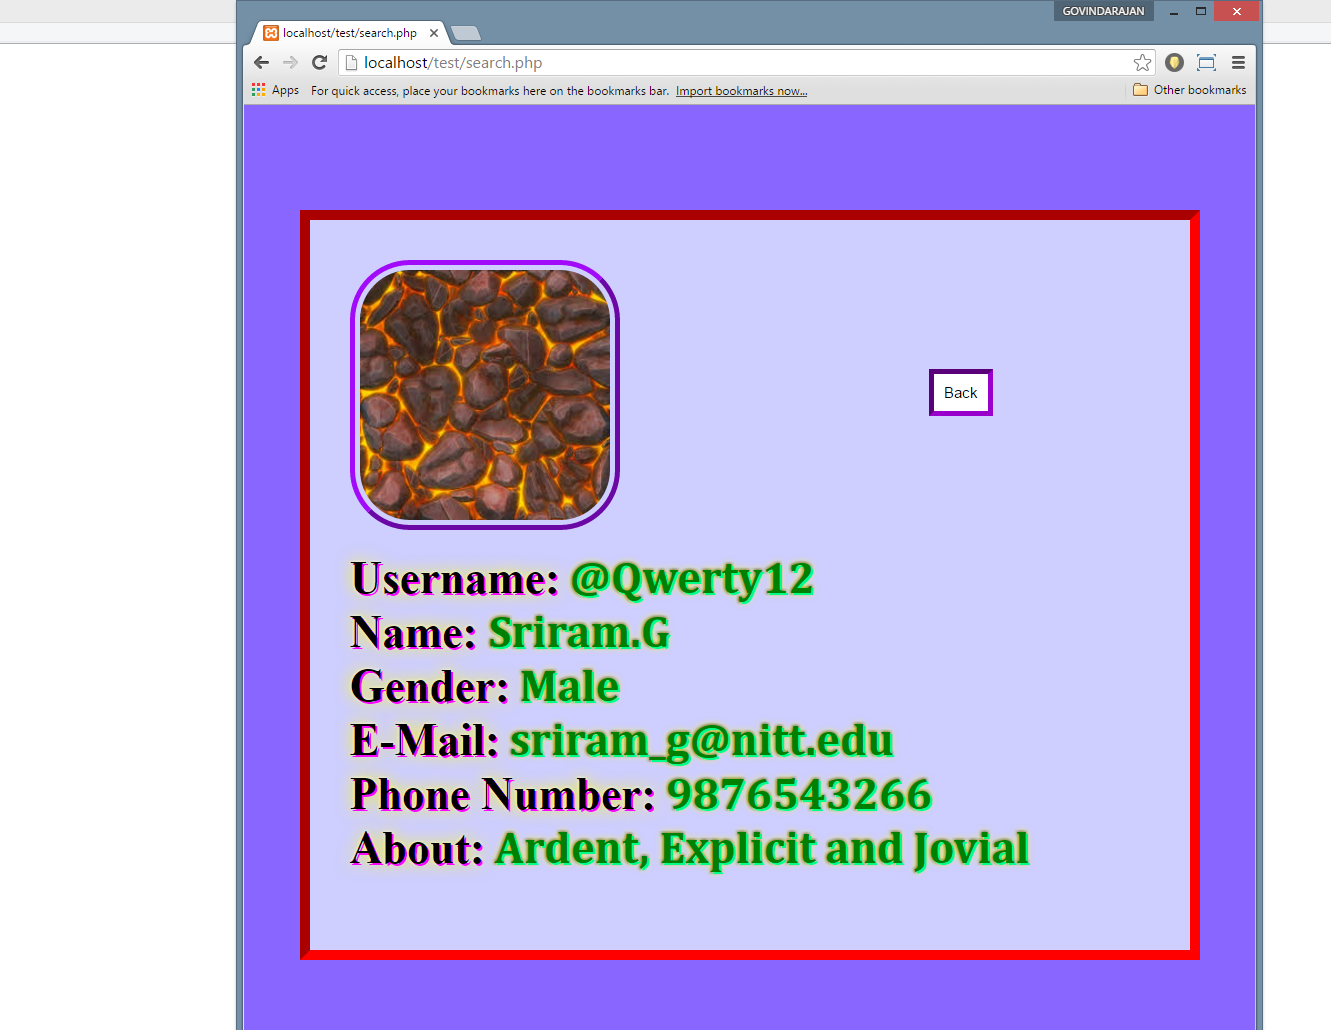 GOVINDARAJAN
localhost/test/search.php
localhost/test/search.php
Apps For quick access, place your bookmarks here on the bookmarks bar. Import bookmarks now... Other bookmarks
Back
Username: @Qwerty12
Name: Sriram.G
Gender: Male
E-Mail: sriram_g@nitt.edu
Phone Number: 9876543266
About: Ardent, Explicit and Jovial